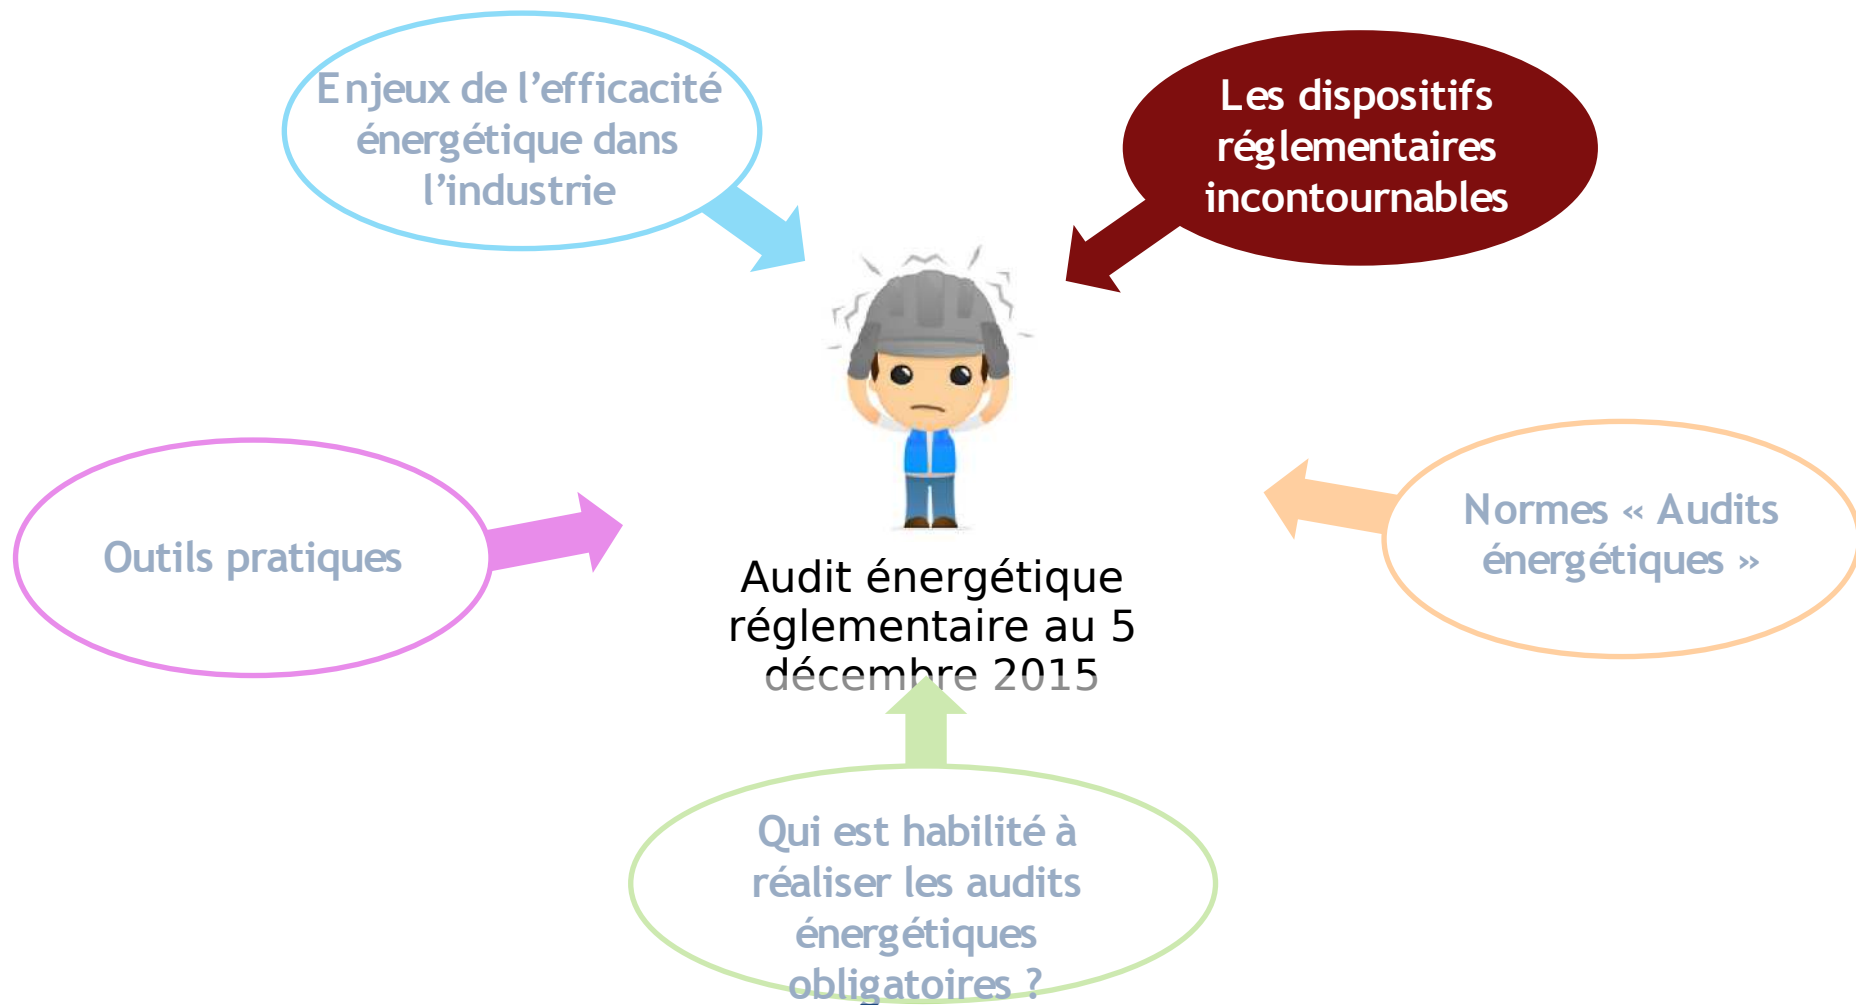 Enjeux de l’efficacité
énergétique dans
l’industrie
Les dispositifs
réglementaires
incontournables
Outils pratiques
Normes « Audits
énergétiques »
Audit énergétique
réglementaire au 5
décembre 2015
Qui est habilité à
réaliser les audits
énergétiques
obligatoires ?